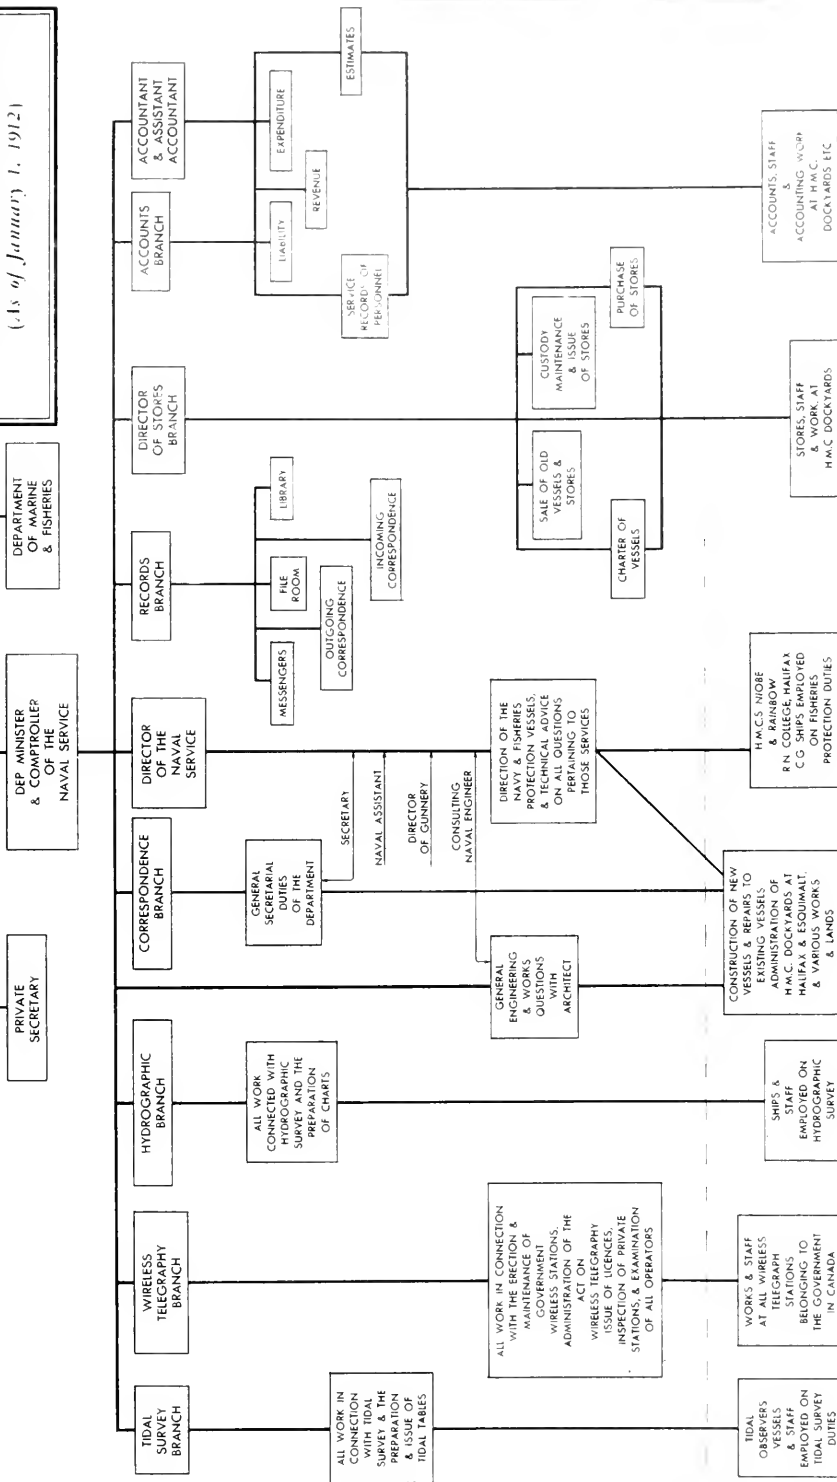 (As of January 1, 1912)
PRIVATE
SECRETARY
DEP MINISTER
& COMPTROLLER
OF THE
NAVAL SERVICE
DEPARTMENT
OF MARINE
& FISHERIES
TIDAL
SURVEY
BRANCH
WIRELESS
TELEGRAPHY
BRANCH
HYDROGRAPHIC
BRANCH
CORRESPONDENCE
BRANCH
DIRECTOR
OF THE
NAVAL
SERVICE
RECORDS
BRANCH
DIRECTOR
OF STORES
BRANCH
ACCOUNTS
BRANCH
ACCOUNTANT
& ASSISTANT
ACCOUNTANT
ALL WORK IN
CONNECTION
WITH TIDAL
SURVEY & THE
PREPARATION
& ISSUE OF
TIDAL TABLES
ALL WORK
CONNECTED WITH
HYDROGRAPHIC
SURVEY AND THE
PREPARATION
OF CHARTS
GENERAL
SECRETARIAL
DUTIES
OF THE
DEPARTMENT
SECRETARY
NAVAL ASSISTANT
DIRECTOR
OF GUNNERY
CONSULTING
NAVAL ENGINEER
MESSENGERS
FILE
ROOM
LIBRARY
OUTGOING
CORRESPONDENCE
INCOMING
CORRESPONDENCE
LIABILITY
REVENUE
EXPENDITURE
SERVICE
RECORDS OF
PERSONNEL
ESTIMATES
ALL WORK IN CONNECTION
WITH THE ERECTION &
MAINTENANCE OF
GOVERNMENT
WIRELESS STATIONS,
ADMINISTRATION OF THE
ACT ON
WIRELESS TELEGRAPHY
ISSUE OF LICENCES,
INSPECTION OF PRIVATE
STATIONS, & EXAMINATION
OF ALL OPERATORS
GENERAL
ENGINEERING
& WORKS
QUESTIONS
WITH
ARCHITECT
DIRECTION OF THE
NAVY & FISHERIES
PROTECTION VESSELS,
& TECHNICAL ADVICE
ON ALL QUESTIONS
PERTAINING TO
THOSE SERVICES
SALE OF OLD
VESSELS &
STORES
CUSTODY
MAINTENANCE
& ISSUE
OF STORES
CHARTER OF
VESSELS
PURCHASE
OF STORES
TIDAL
OBSERVERS
VESSELS
& STAFF
EMPLOYED ON
TIDAL SURVEY
DUTIES
WORKS & STAFF
AT ALL WIRELESS
TELEGRAPH
STATIONS
BELONGING TO
THE GOVERNMENT
IN CANADA
SHIPS &
STAFF
EMPLOYED ON
HYDROGRAPHIC
SURVEY
CONSTRUCTION OF NEW
VESSELS & REPAIRS TO
EXISTING VESSELS
ADMINISTRATION OF
H.M.C. DOCKYARDS AT
HALIFAX & ESQUIMALT,
& VARIOUS WORKS
& LANDS
H.M.C.S NIOBE
& RAINBOW
R N COLLEGE, HALIFAX
C G SHIPS EMPLOYED
ON FISHERIES
PROTECTION DUTIES
STORES, STAFF
& WORK, AT
H M.C DOCKYARDS
ACCOUNTS, STAFF
&
ACCOUNTING WORK
AT H.M.C.
DOCKYARDS ETC